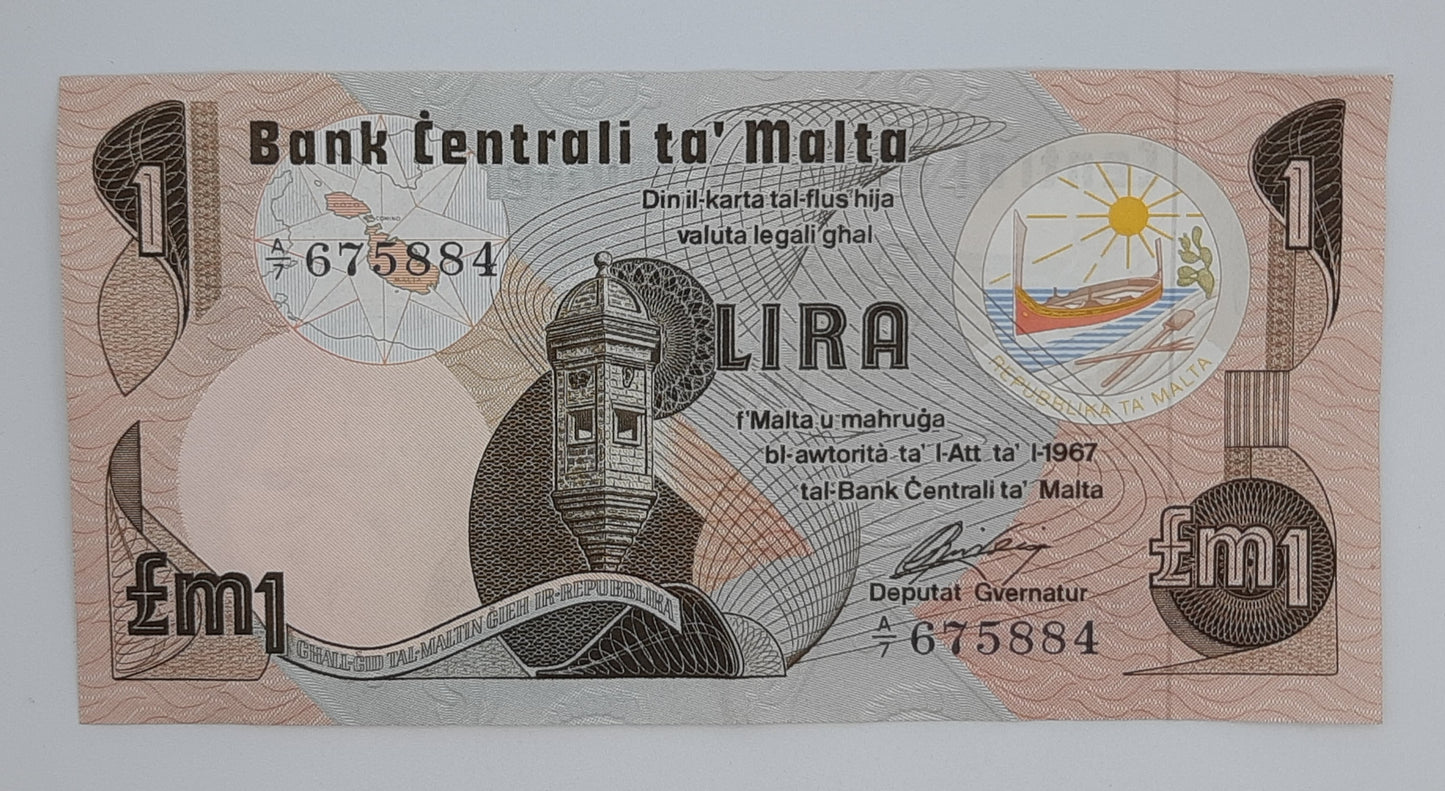 1
Bank Ċentrali ta' Malta
1
Din il-karta tal-flus hija
valuta legali għal
COMINO
A/7 675884
LIRA
REPUBBLIKA TA' MALTA
f'Malta u maħruġa
bl-awtorità ta' l-Att ta' l-1967
tal-Bank Ċentrali ta' Malta
Deputat Gvernatur
£m1
£m1
GĦALL-ĠID TAL-MALTIN ĠIEĦ IR-REPUBBLIKA
A/7 675884